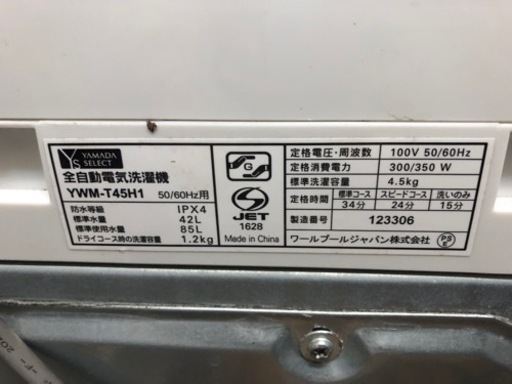 YS YAMADA SELECT
全自動電気洗濯機
YWM-T45H1 50/60Hz用
防水等級 IPX4
標準水量 42L
標準使用水量 85L
ドライコース時の洗濯容量 1.2kg
JET
1628
Made in China
定格電圧・周波数 100V 50/60Hz
定格消費電力 300/350 W
標準洗濯容量 4.5kg
定格時間 標準コース スピードコース 洗いのみ
34分 24分 15分
製造番号 123306
ワールプールジャパン株式会社
PSE